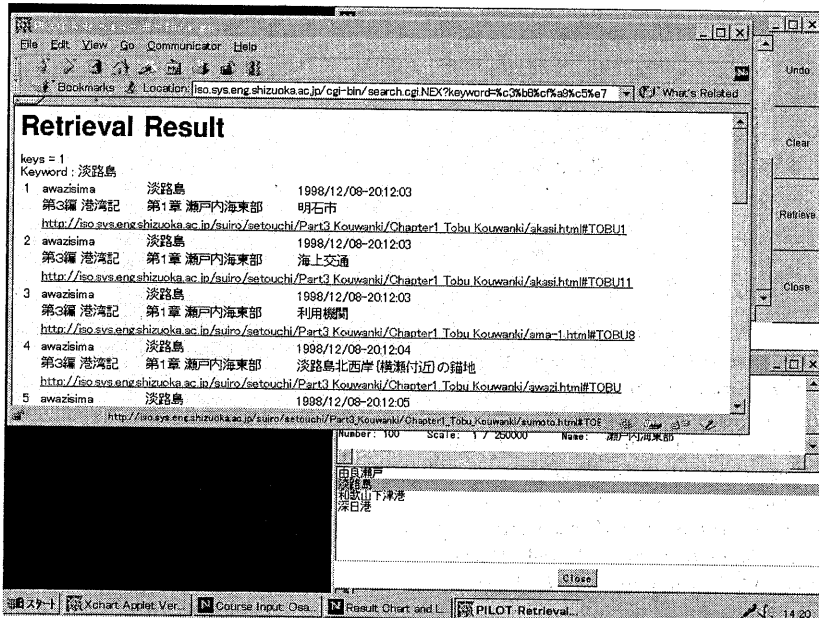 File Edit View Go Communicator Help
Bookmarks Location: iso.sys.eng.shizuoka.ac.jp/cgi-bin/search.cgi.NEX?keyword=%c3%b8%cf%a9%c5%e7 What's Related
Retrieval Result
keys = 1
Keyword : 淡路島
1 awazisima 淡路島 1998/12/08-20:12:03
第3編 港湾記 第1章 瀬戸内海東部 明石市
http://iso.sys.eng.shizuoka.ac.jp/suiro/setouchi/Part3_Kouwanki/Chapter1_Tobu_Kouwanki/akasi.html#TOBU1
2 awazisima 淡路島 1998/12/08-20:12:03
第3編 港湾記 第1章 瀬戸内海東部 海上交通
http://iso.sys.eng.shizuoka.ac.jp/suiro/setouchi/Part3_Kouwanki/Chapter1_Tobu_Kouwanki/akasi.html#TOBU11
3 awazisima 淡路島 1998/12/08-20:12:03
第3編 港湾記 第1章 瀬戸内海東部 利用機関
http://iso.sys.eng.shizuoka.ac.jp/suiro/setouchi/Part3_Kouwanki/Chapter1_Tobu_Kouwanki/ama-1.html#TOBU8
4 awazisima 淡路島 1998/12/08-20:12:04
第3編 港湾記 第1章 瀬戸内海東部 淡路島北西岸(横瀬付近)の錨地
http://iso.sys.eng.shizuoka.ac.jp/suiro/setouchi/Part3_Kouwanki/Chapter1_Tobu_Kouwanki/awazi.html#TOBU
5 awazisima 淡路島 1998/12/08-20:12:05
http://iso.sys.eng.shizuoka.ac.jp/suiro/setouchi/Part3_Kouwanki/Chapter1_Tobu_Kouwanki/sumoto.html#TOE
Undo
Clear
Retrieve
Close
Number: 100 Scale: 1 / 250000 Name: 瀬戸内海東部
由良瀬戸
淡路島
和歌山下津港
深日港
Close
スタート Xchart Applet Ver... Course Input: Osa... Result Chart and L... PILOT Retrieval... 14:20